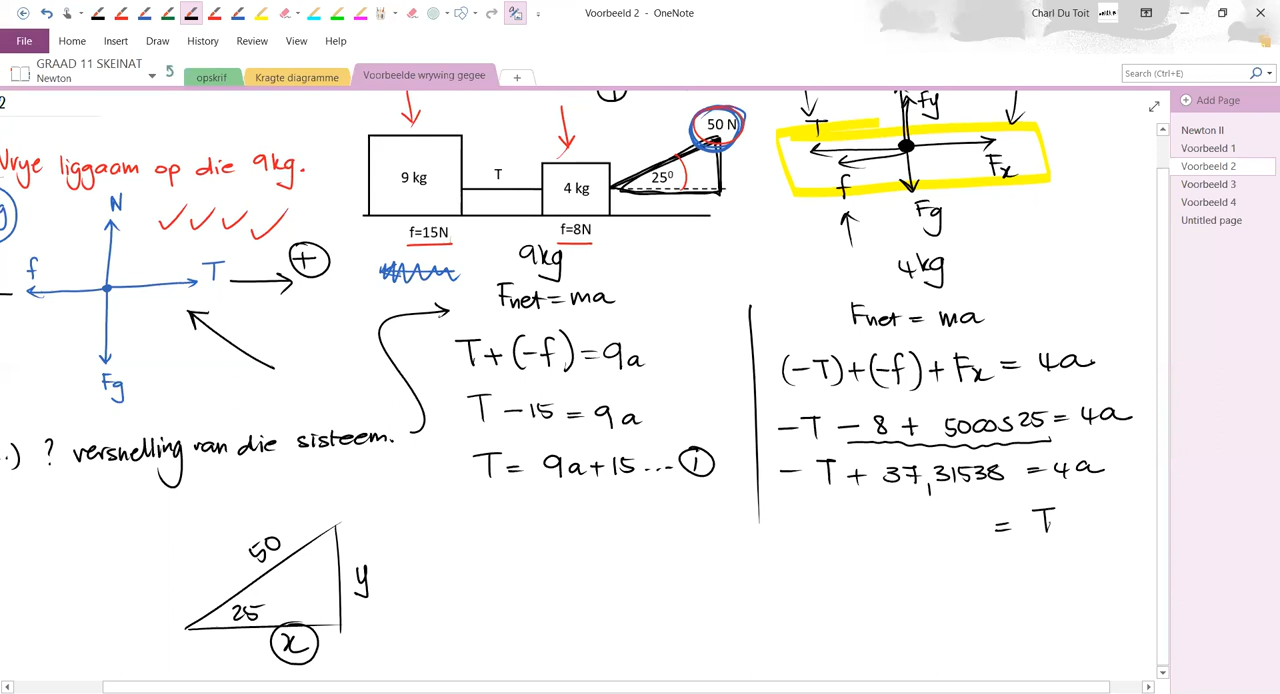 Voorbeeld 2 - OneNote
Charl Du Toit
File Home Insert Draw History Review View Help
GRAAD 11 SKEINAT
Newton
opskrif
Kragte diagramme
Voorbeelde wrywing gegee
Search (Ctrl+E)
Add Page
Newton II
Voorbeeld 1
Voorbeeld 2
Voorbeeld 3
Voorbeeld 4
Untitled page
2
Vrye liggaam op die 9kg.
N
f
T
+
Fg
1
9 kg
T
4 kg
25⁰
50 N
f=15N
f=8N
Fy
T
Fx
f
Fg
4kg
9kg
Fnet = ma
T + (-f) = 9a
T - 15 = 9a
T = 9a + 15 ... ①
Fnet = ma
(-T) + (-f) + Fx = 4a
-T - 8 + 50cos25 = 4a
-T + 37,31538 = 4a
= T
.) ? versnelling van die sisteem.
50
25
y
x